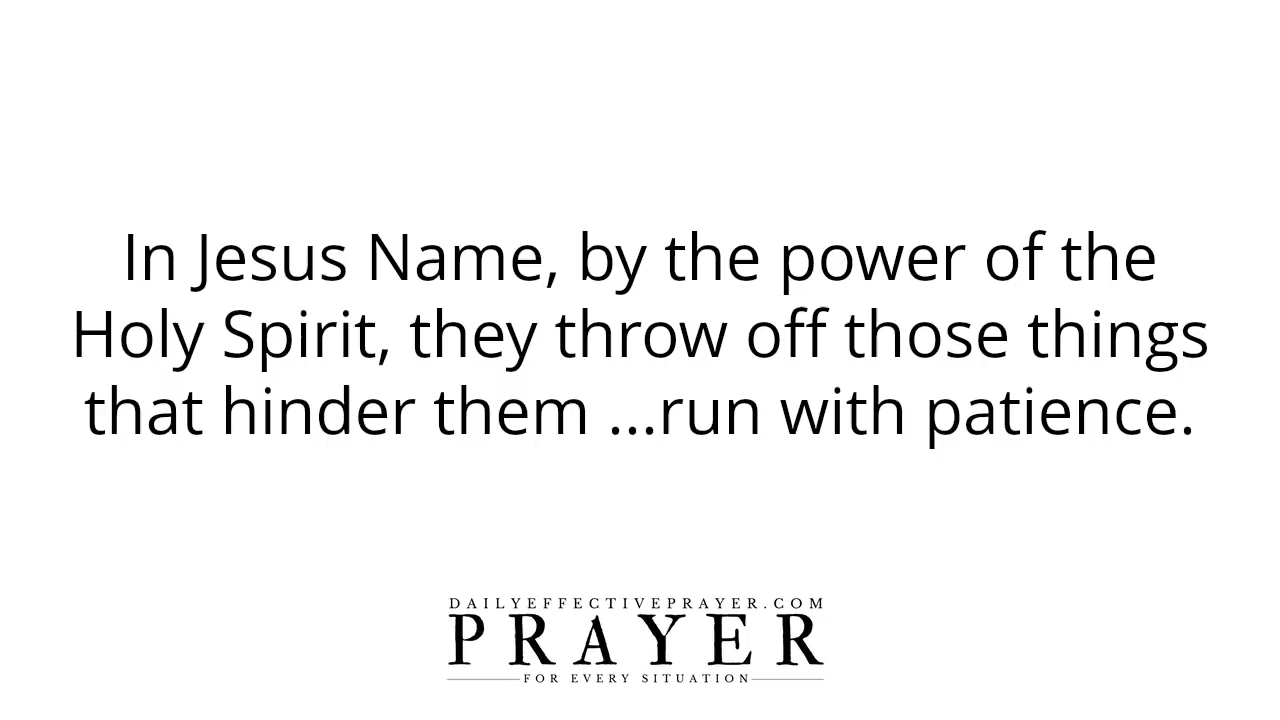 In Jesus Name, by the power of the
Holy Spirit, they throw off those things
that hinder them ...run with patience.
DAILYEFFECTIVEPRAYER.COM
PRAYER
FOR EVERY SITUATION